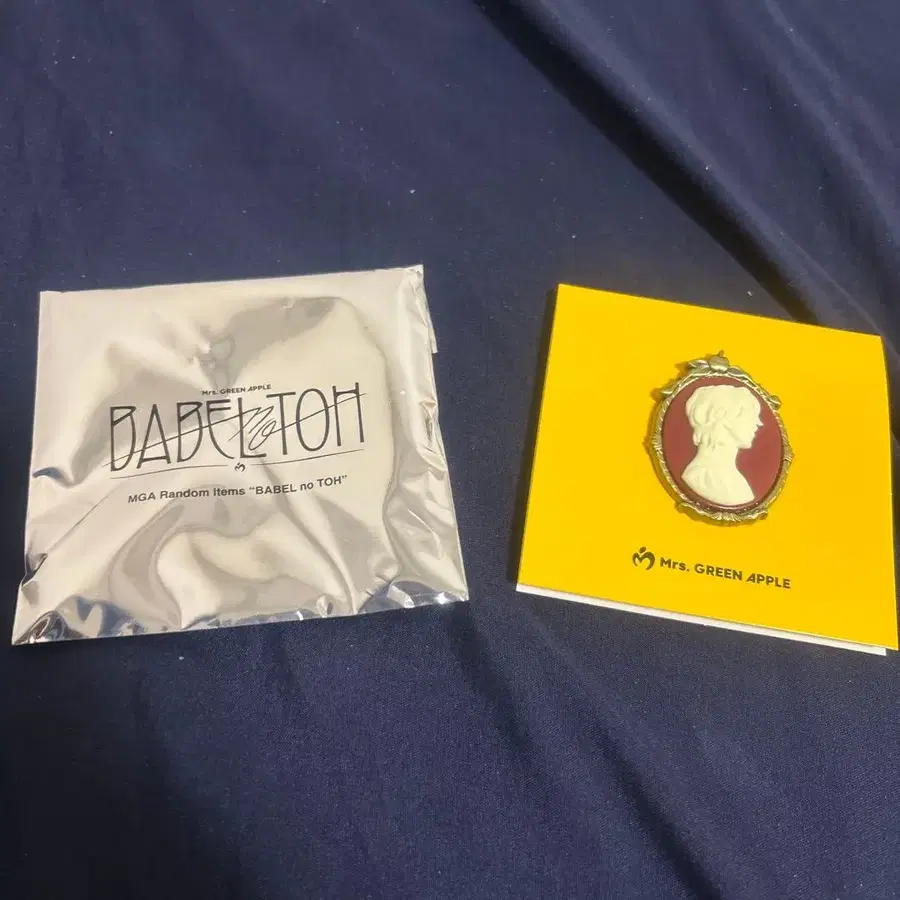 Mrs. GREEN APPLE
BABEL no TOH
MGA Random Items "BABEL no TOH"
Mrs. GREEN APPLE